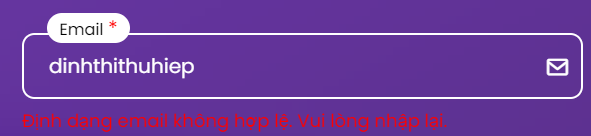 Email *
dinhthithuhiep
Định dạng email không hợp lệ. Vui lòng nhập lại.